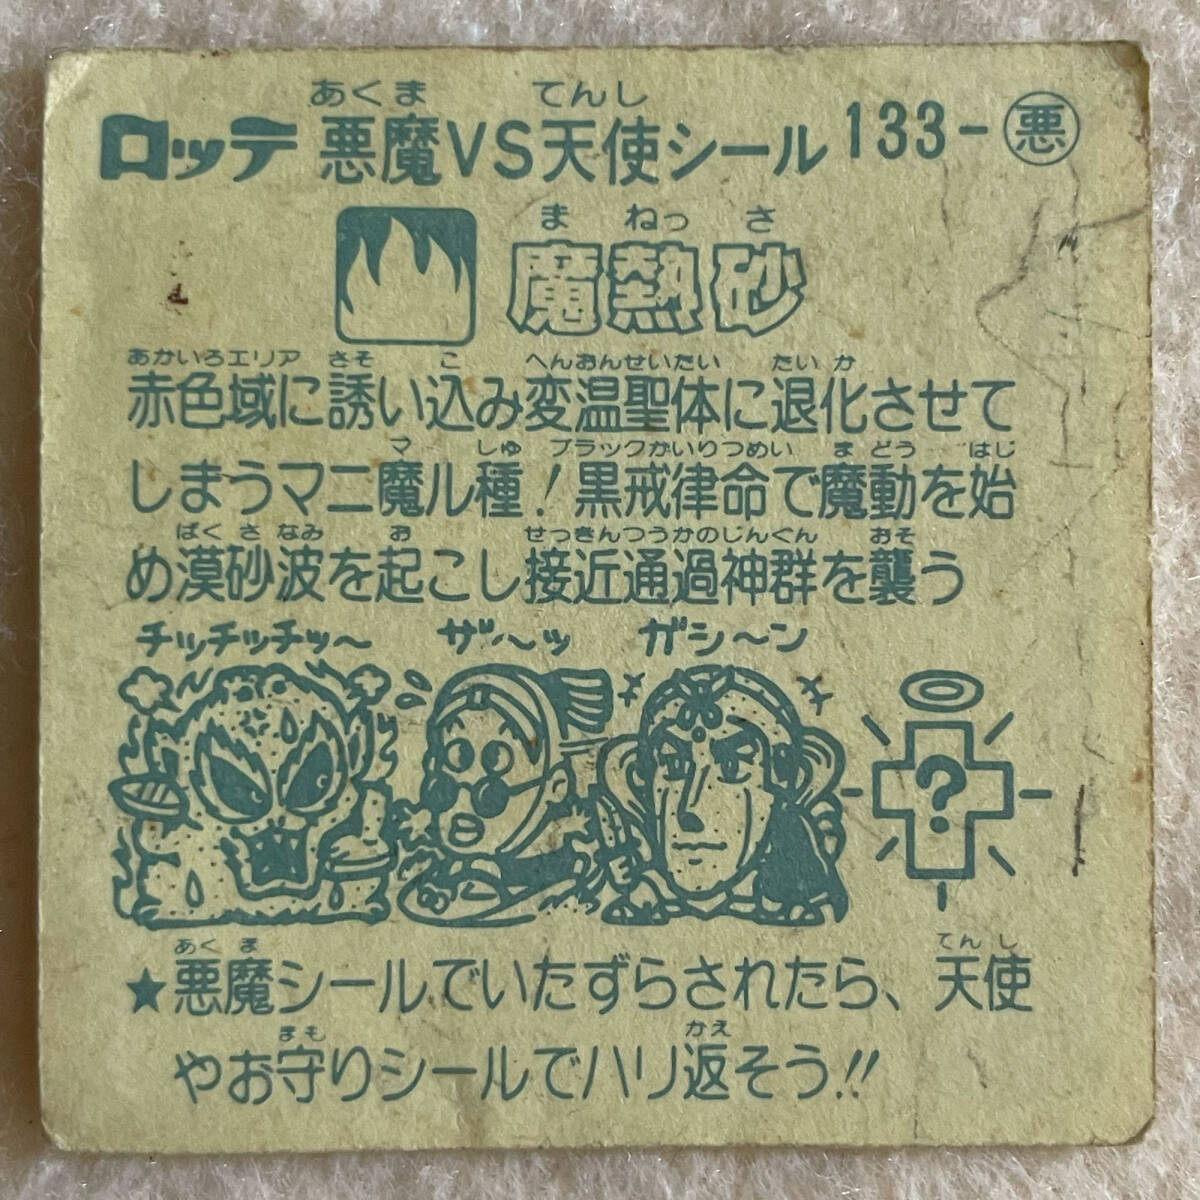 あくま てんし
ロッテ 悪魔VS天使シール 133-悪
まねっさ
魔熱砂
あかいろエリア さそ こ へんおんせいたい たいか
赤色域に誘い込み変温聖体に退化させて
マ しゅ ブラックかいりつめい まどう はじ
しまうマニ魔ル種!黒戒律命で魔動を始
ばくさなみ お せっきんつうかのじんぐん おそ
め漠砂波を起こし接近通過神群を襲う
チッチッチッ〜 ザ〜ッ ガシ〜ン
?
あくま てんし
★悪魔シールでいたずらされたら、天使
まも かえ
やお守りシールでハリ返そう!!